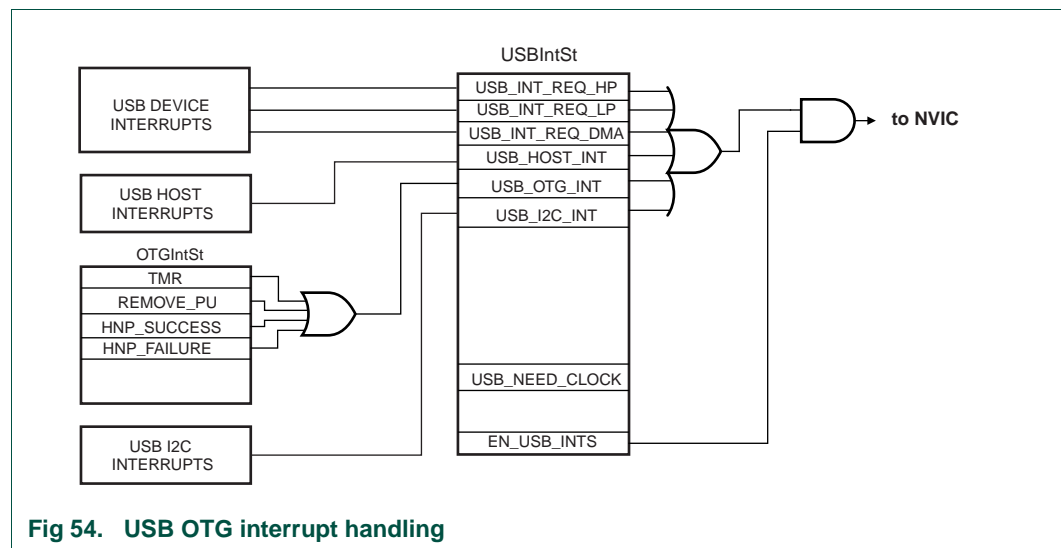 USBIntSt
USB DEVICE
INTERRUPTS
USB_INT_REQ_HP
USB_INT_REQ_LP
USB_INT_REQ_DMA
USB_HOST_INT
USB_OTG_INT
USB_I2C_INT
to NVIC
USB HOST
INTERRUPTS
OTGIntSt
TMR
REMOVE_PU
HNP_SUCCESS
HNP_FAILURE
USB_NEED_CLOCK
EN_USB_INTS
USB I2C
INTERRUPTS
Fig 54. USB OTG interrupt handling